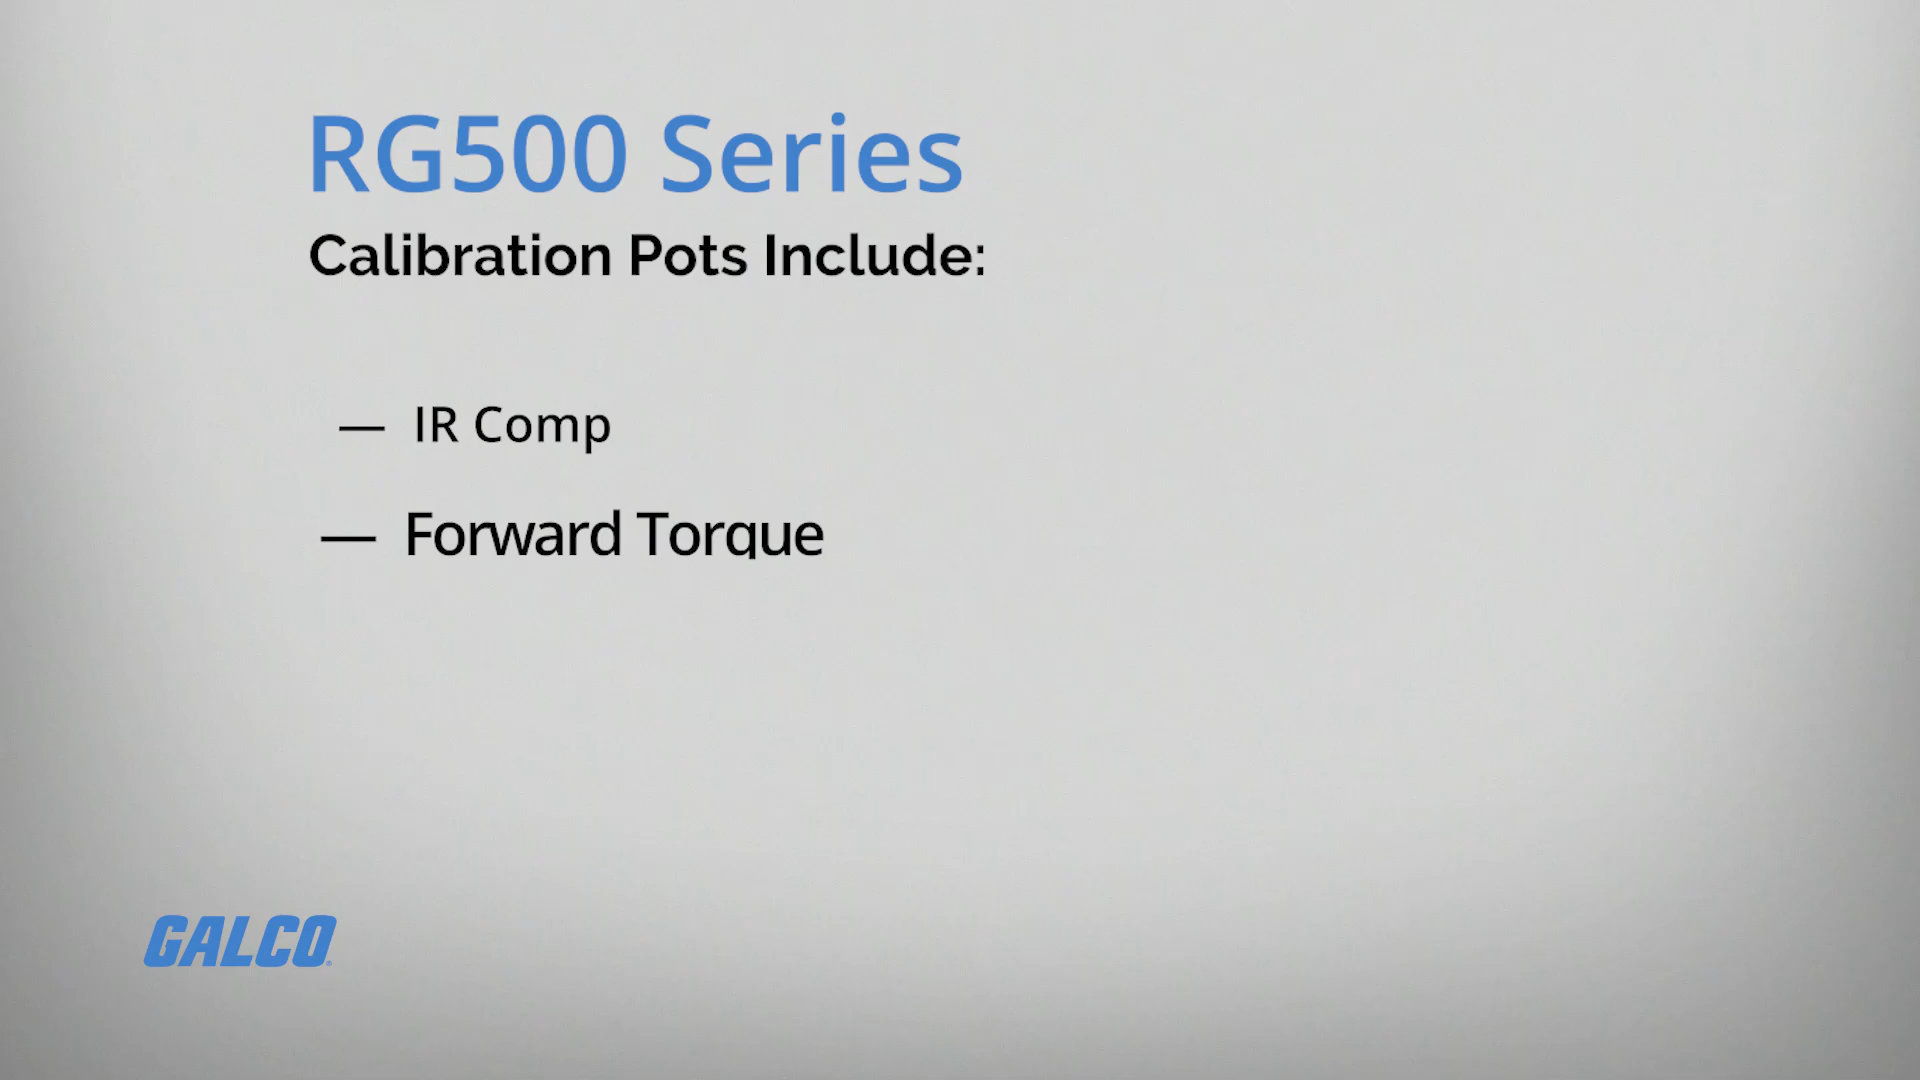 RG500 Series
Calibration Pots Include:
— IR Comp
— Forward Torque
GALCO